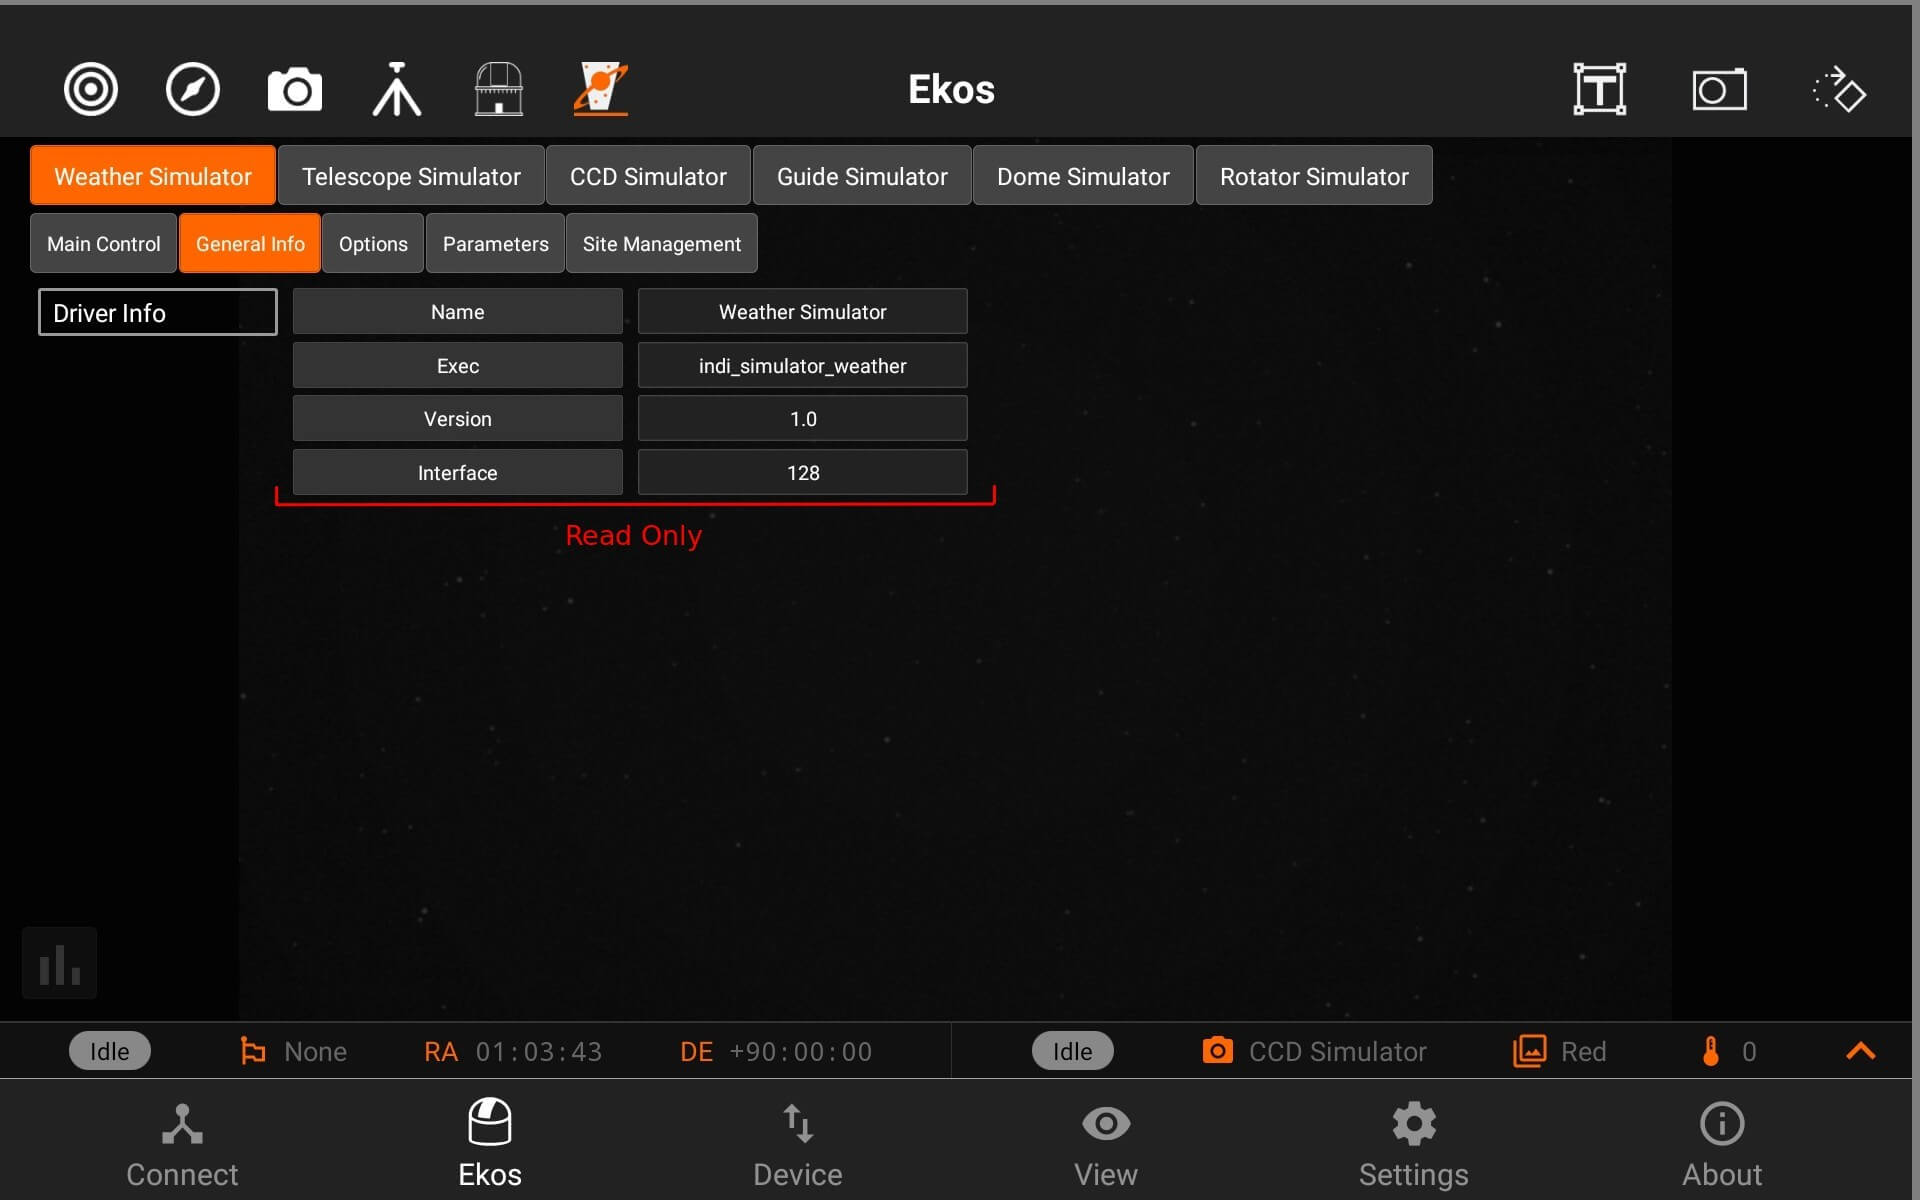 Ekos
Weather Simulator Telescope Simulator CCD Simulator Guide Simulator Dome Simulator Rotator Simulator
Main Control General Info Options Parameters Site Management
Driver Info Name Weather Simulator
Exec indi_simulator_weather
Version 1.0
Interface 128
Read Only
Idle None RA 01:03:43 DE +90:00:00 Idle CCD Simulator Red 0
Connect Ekos Device View Settings About